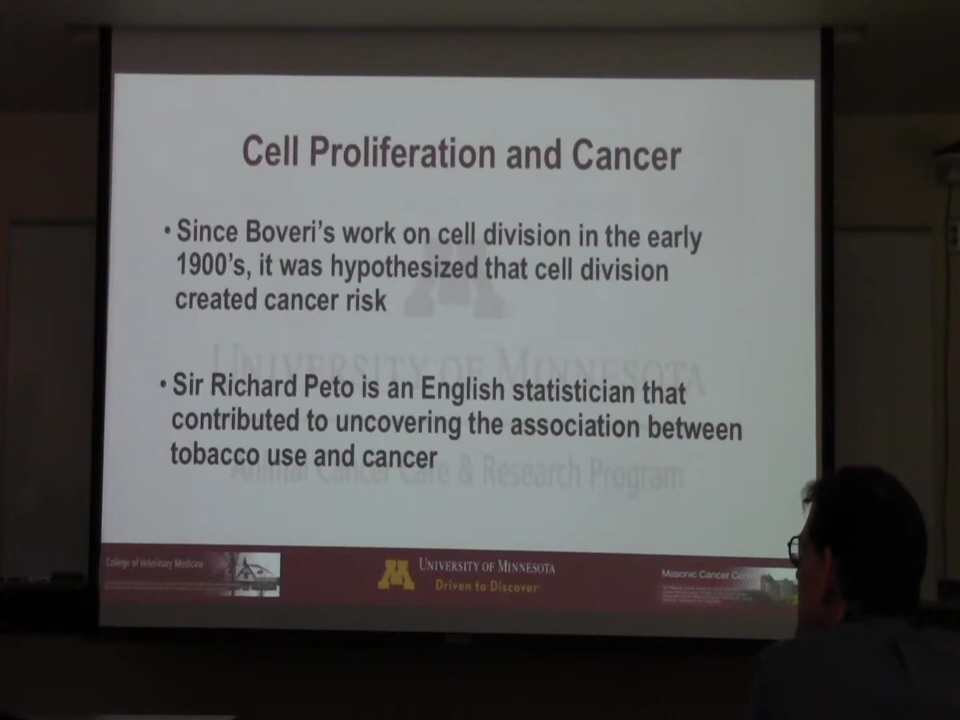 Cell Proliferation and Cancer
• Since Boveri's work on cell division in the early
1900's, it was hypothesized that cell division
created cancer risk
UNIVERSITY OF MINNESOTA
• Sir Richard Peto is an English statistician that
contributed to uncovering the association between
tobacco use and cancer
Animal Cancer Care & Research Program
College of Veterinary Medicine
UNIVERSITY OF MINNESOTA
Driven to Discover
Masonic Cancer